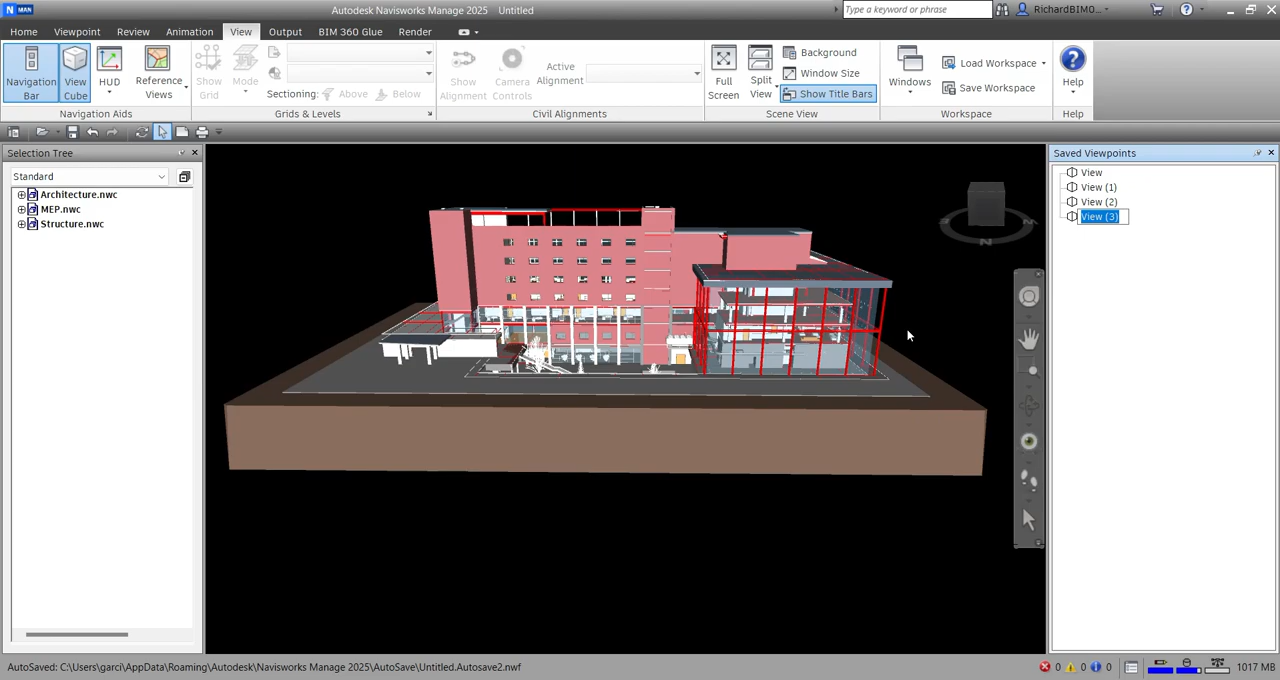 MAN
Autodesk Navisworks Manage 2025 Untitled
Type a keyword or phrase
RichardBIMO...
Home Viewpoint Review Animation View Output BIM 360 Glue Render
Navigation Bar
View Cube
HUD
Reference Views
Show Grid
Mode
Sectioning: Above Below
Show Alignment
Camera Controls
Active Alignment
Full Screen
Split View
Background
Window Size
Show Title Bars
Windows
Load Workspace
Save Workspace
Help
Navigation Aids
Grids & Levels
Civil Alignments
Scene View
Workspace
Help
Selection Tree
Standard
Architecture.nwc
MEP.nwc
Structure.nwc
N
Saved Viewpoints
View
View (1)
View (2)
View (3)
AutoSaved: C:\Users\garci\AppData\Roaming\Autodesk\Navisworks Manage 2025\AutoSave\Untitled.Autosave2.nwf
0 0 0
1017 MB